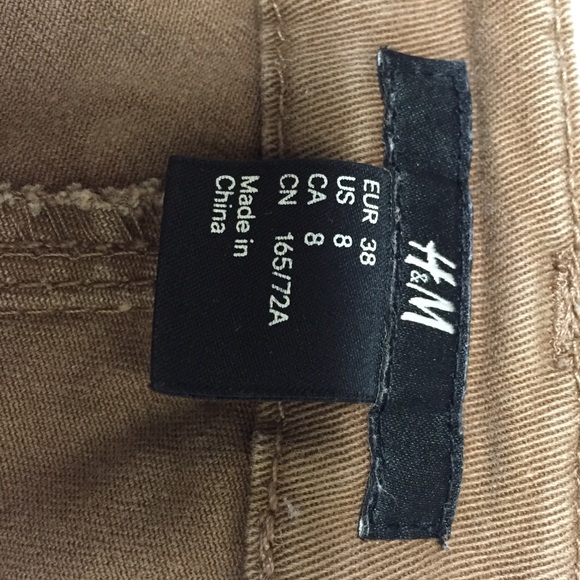 H&M
EUR 38
US 8
CA 8
CN 165/72A
Made in
China